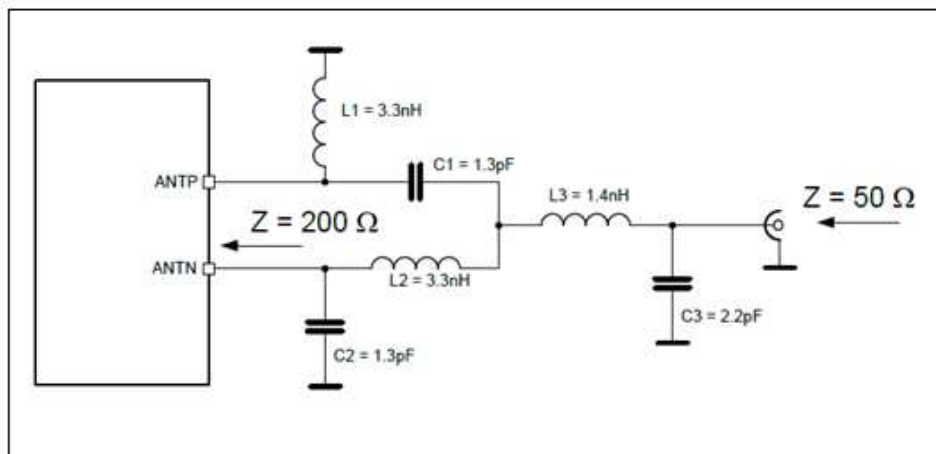 L1 = 3.3nH
C1 = 1.3pF
ANTP
L3 = 1.4nH
Z = 50 Ω
Z = 200 Ω
ANTN
L2 = 3.3nH
C3 = 2.2pF
C2 = 1.3pF